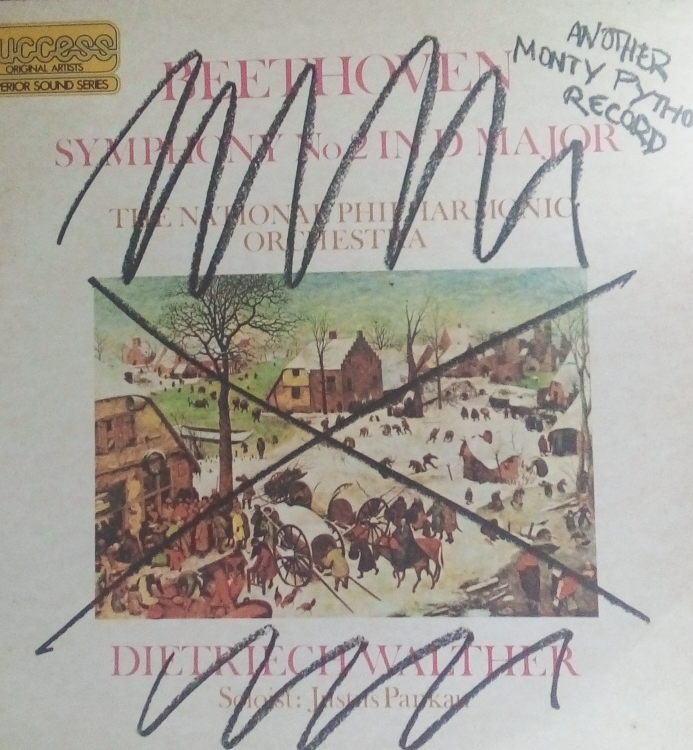 uccess
ORIGINAL ARTISTS
ERIOR SOUND SERIES
ANOTHER
MONTY PYTHO
RECORD
BEETHOVEN
SYMPHONY No 2 IN D MAJOR
THE NATIONAL PHILHARMONIC
ORCHESTRA
DIETRIECH WALTHER
Soloist: Justus Pankau